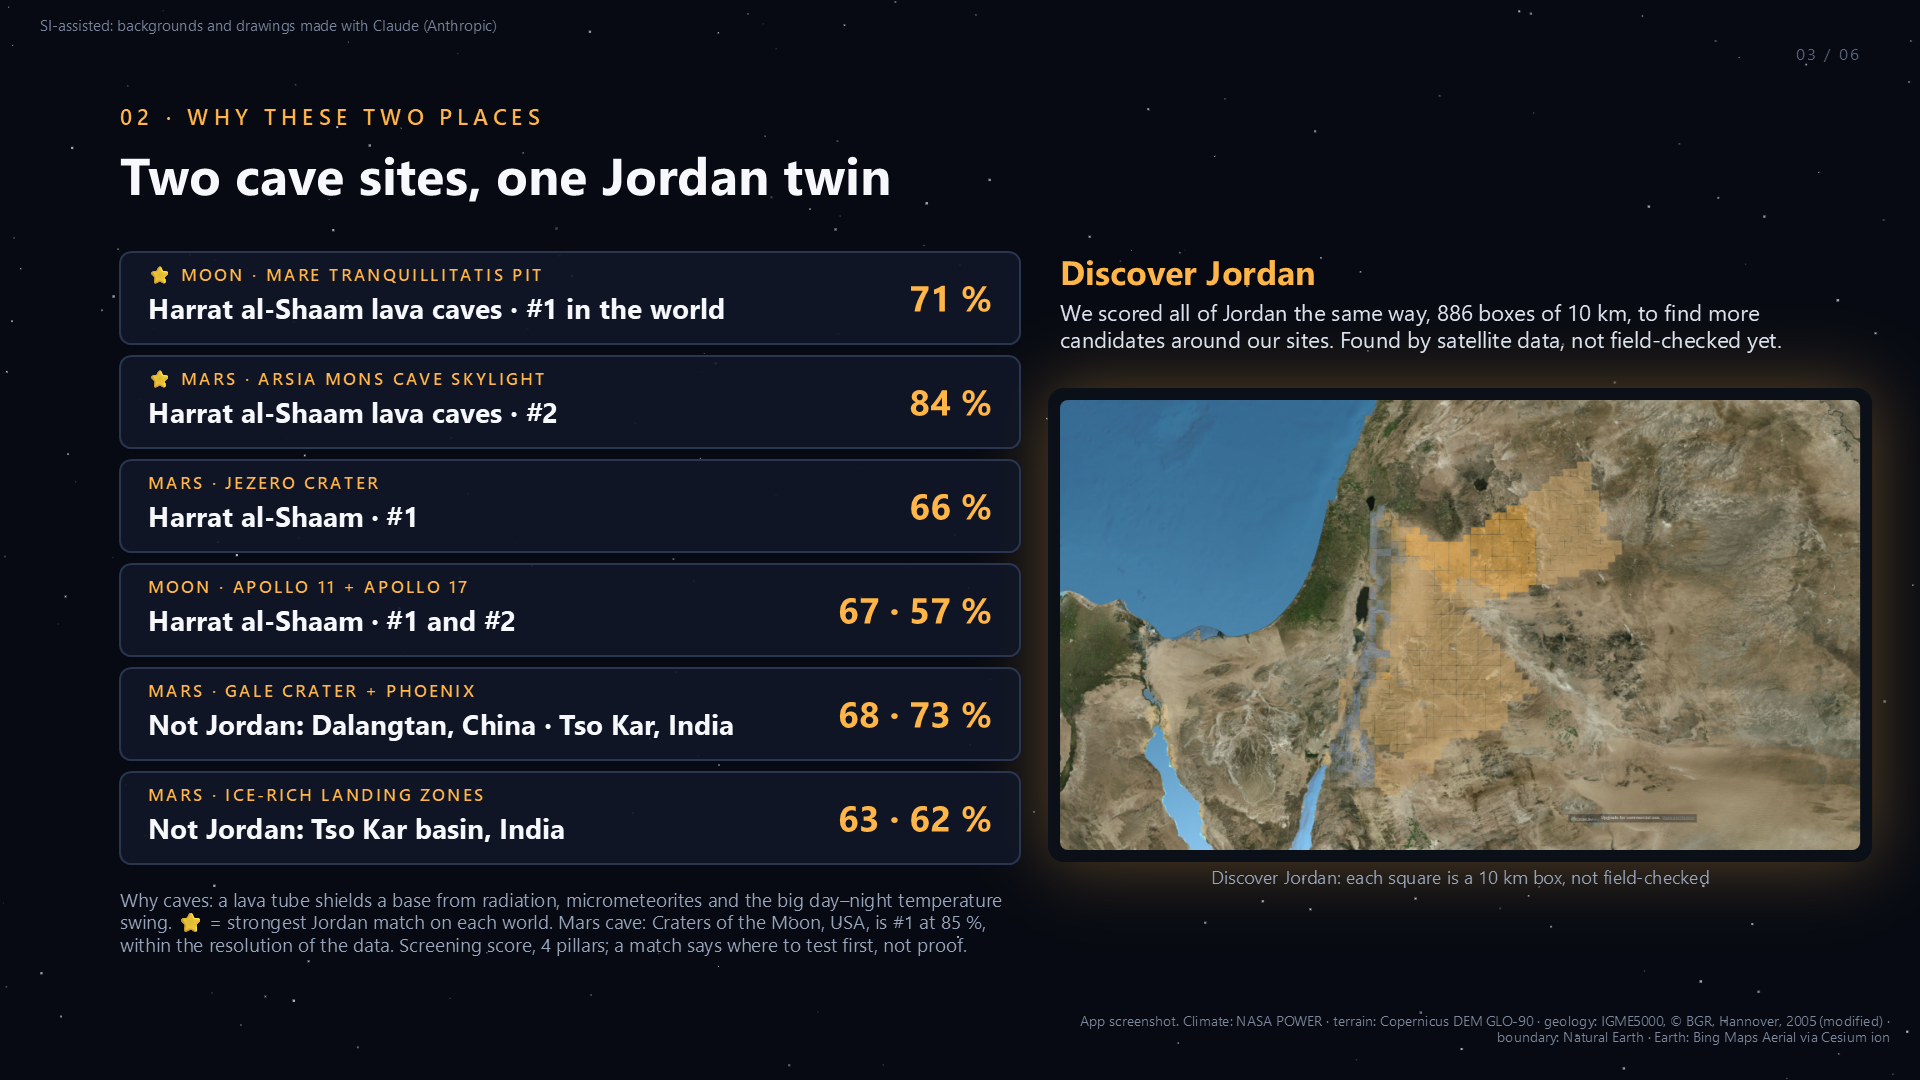 SI-assisted: backgrounds and drawings made with Claude (Anthropic)
03 / 06
02 · WHY THESE TWO PLACES
Two cave sites, one Jordan twin
⭐ MOON · MARE TRANQUILLITATIS PIT
Harrat al-Shaam lava caves · #1 in the world
71 %
⭐ MARS · ARSIA MONS CAVE SKYLIGHT
Harrat al-Shaam lava caves · #2
84 %
MARS · JEZERO CRATER
Harrat al-Shaam · #1
66 %
MOON · APOLLO 11 + APOLLO 17
Harrat al-Shaam · #1 and #2
67 · 57 %
MARS · GALE CRATER + PHOENIX
Not Jordan: Dalangtan, China · Tso Kar, India
68 · 73 %
MARS · ICE-RICH LANDING ZONES
Not Jordan: Tso Kar basin, India
63 · 62 %
Why caves: a lava tube shields a base from radiation, micrometeorites and the big day–night temperature
swing. ⭐ = strongest Jordan match on each world. Mars cave: Craters of the Moon, USA, is #1 at 85 %,
within the resolution of the data. Screening score, 4 pillars; a match says where to test first, not proof.
Discover Jordan
We scored all of Jordan the same way, 886 boxes of 10 km, to find more
candidates around our sites. Found by satellite data, not field-checked yet.
Discover Jordan: each square is a 10 km box, not field-checked
App screenshot. Climate: NASA POWER · terrain: Copernicus DEM GLO-90 · geology: IGME5000, © BGR, Hannover, 2005 (modified) ·
boundary: Natural Earth · Earth: Bing Maps Aerial via Cesium ion